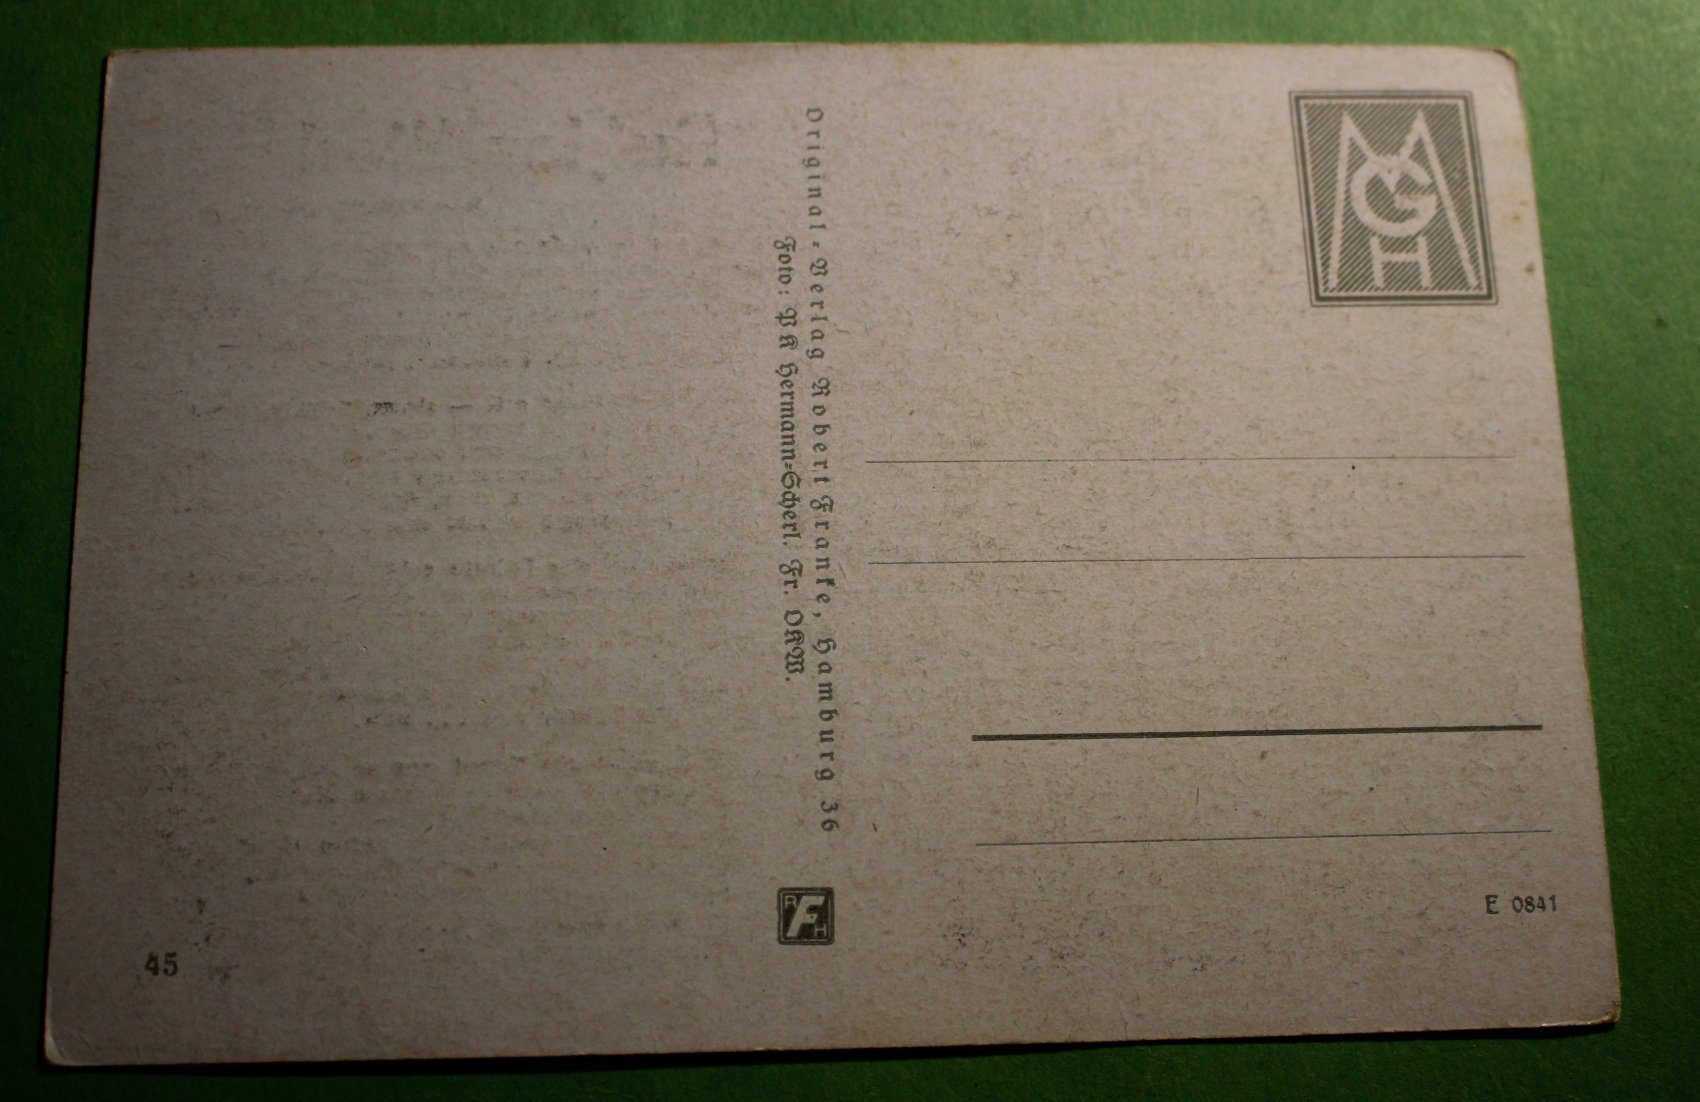 MGH
Original-Verlag Robert Franke, Hamburg 36
Foto: PK Hermann-Scherl. Fr. OKW.
RFH
E 0841
45